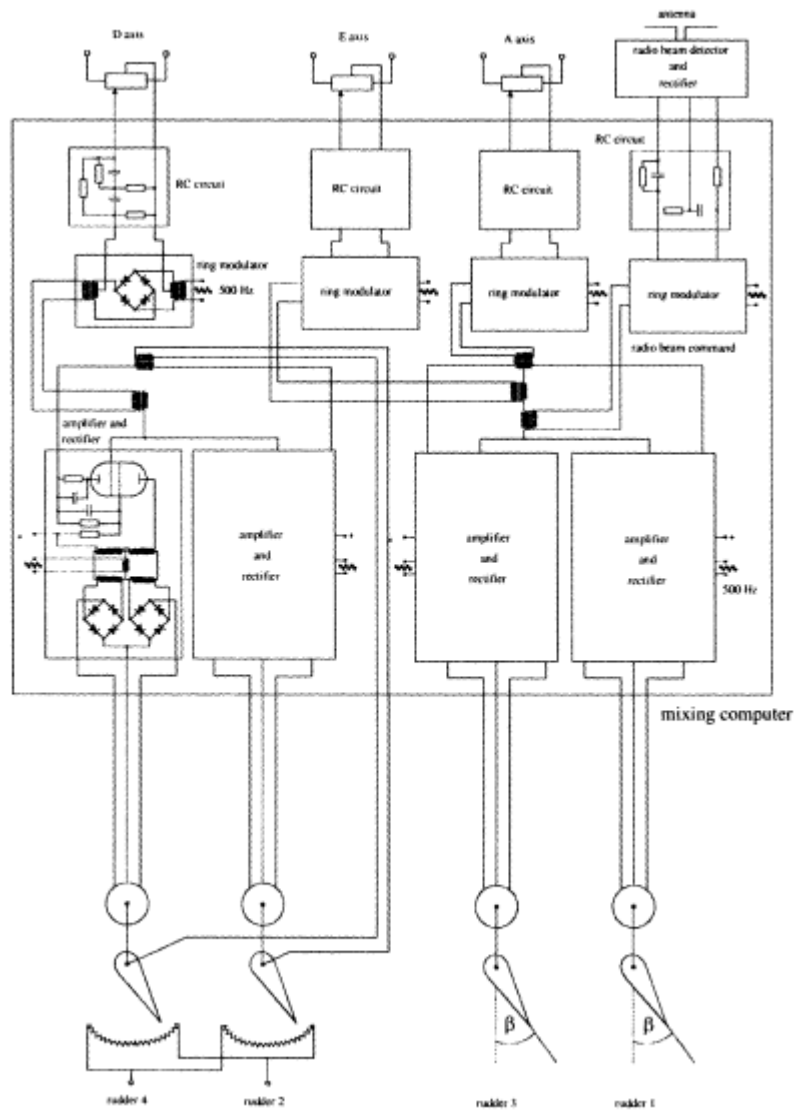 D axis
E axis
A axis
antenna
radio beam detector
and
rectifier
RC circuit
RC circuit
RC circuit
RC circuit
ring modulator
500 Hz
ring modulator
ring modulator
ring modulator
radio beam command
amplifier and
rectifier
amplifier
and
rectifier
amplifier
and
rectifier
amplifier
and
rectifier
500 Hz
mixing computer
β
β
rudder 4
rudder 2
rudder 3
rudder 1